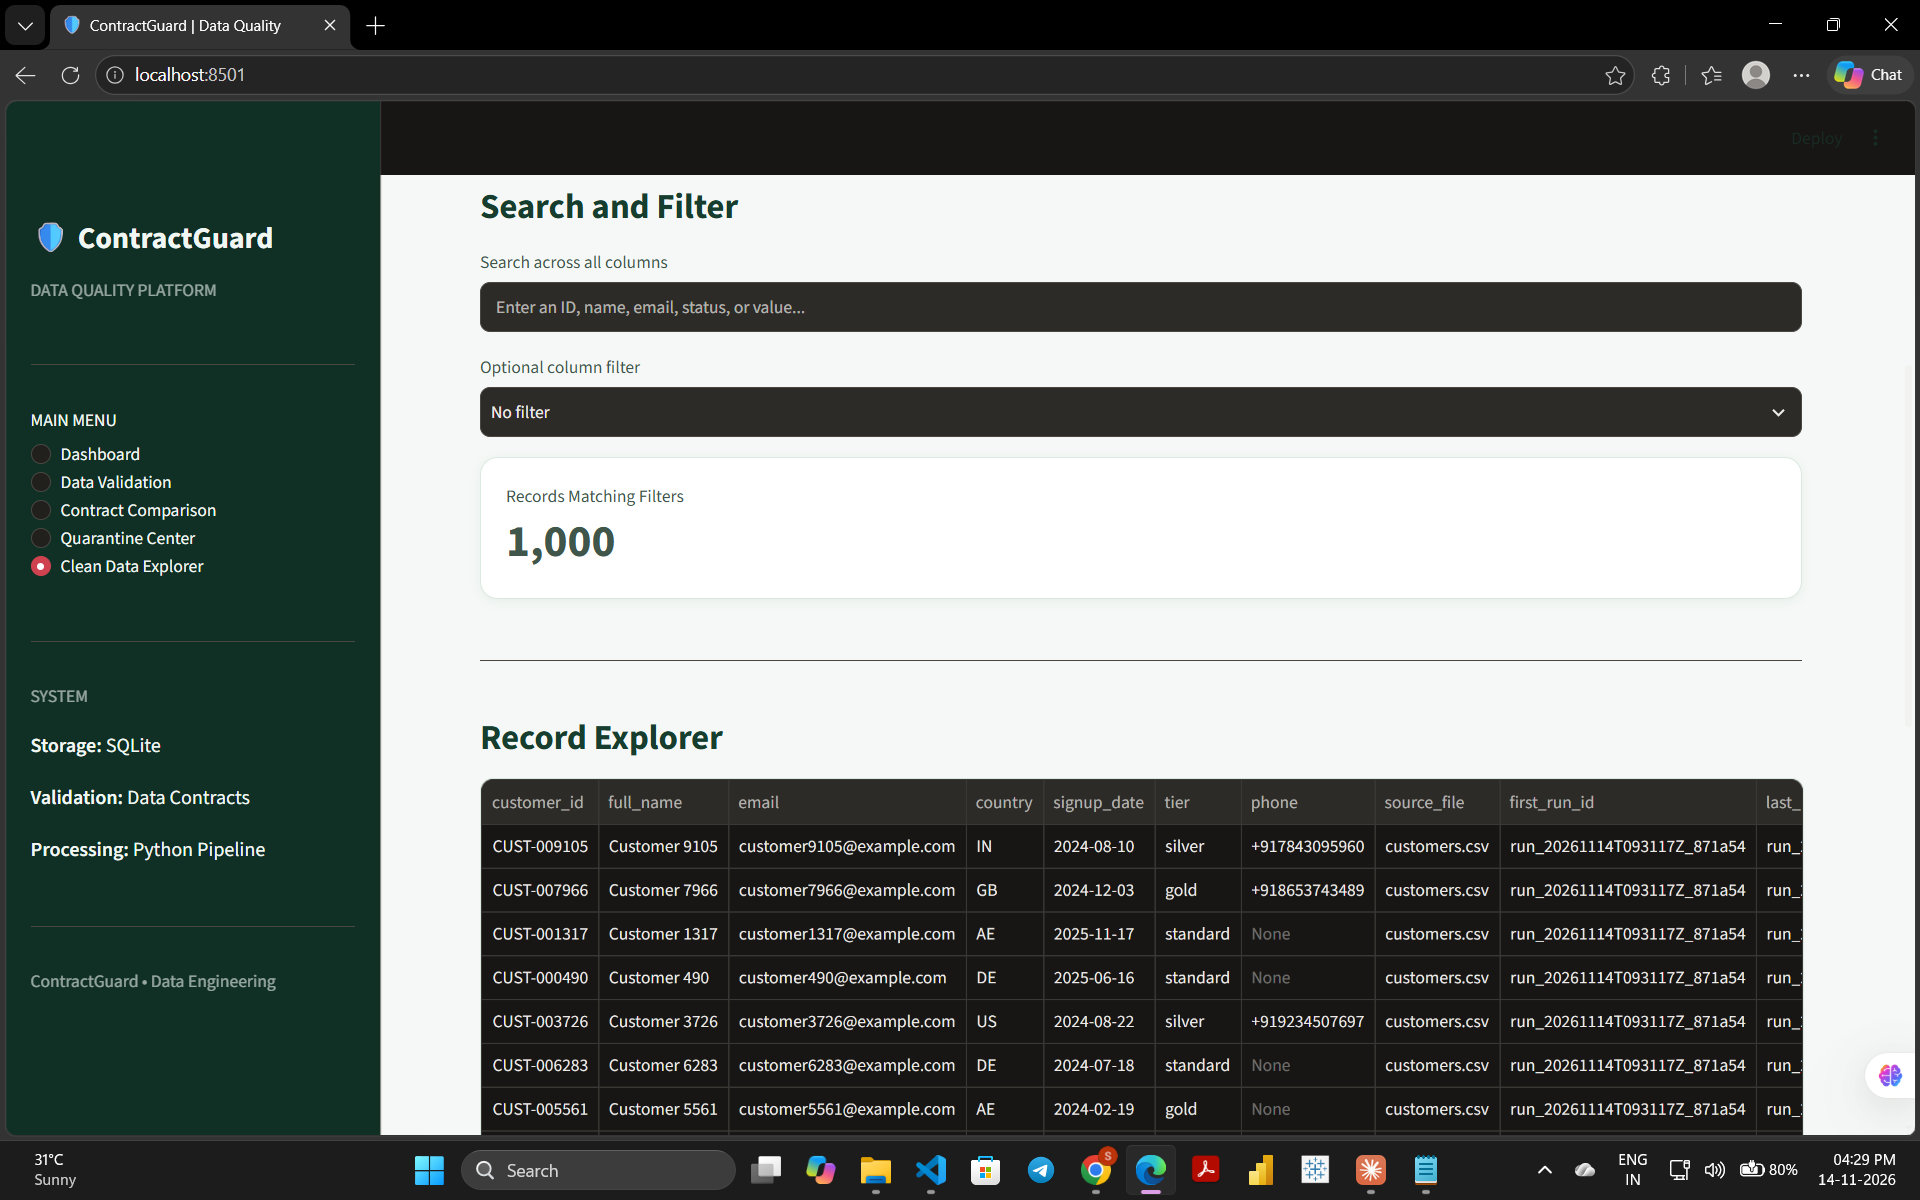 ContractGuard | Data Quality
localhost:8501
Chat
Deploy
ContractGuard
DATA QUALITY PLATFORM
MAIN MENU
Dashboard
Data Validation
Contract Comparison
Quarantine Center
Clean Data Explorer
SYSTEM
Storage: SQLite
Validation: Data Contracts
Processing: Python Pipeline
ContractGuard • Data Engineering
Search and Filter
Search across all columns
Enter an ID, name, email, status, or value...
Optional column filter
No filter
Records Matching Filters
1,000
Record Explorer
customer_id full_name email country signup_date tier phone source_file first_run_id last_
CUST-009105 Customer 9105 customer9105@example.com IN 2024-08-10 silver +917843095960 customers.csv run_20261114T093117Z_871a54 run_
CUST-007966 Customer 7966 customer7966@example.com GB 2024-12-03 gold +918653743489 customers.csv run_20261114T093117Z_871a54 run_
CUST-001317 Customer 1317 customer1317@example.com AE 2025-11-17 standard None customers.csv run_20261114T093117Z_871a54 run_
CUST-000490 Customer 490 customer490@example.com DE 2025-06-16 standard None customers.csv run_20261114T093117Z_871a54 run_
CUST-003726 Customer 3726 customer3726@example.com US 2024-08-22 silver +919234507697 customers.csv run_20261114T093117Z_871a54 run_
CUST-006283 Customer 6283 customer6283@example.com DE 2024-07-18 standard None customers.csv run_20261114T093117Z_871a54 run_
CUST-005561 Customer 5561 customer5561@example.com AE 2024-02-19 gold None customers.csv run_20261114T093117Z_871a54 run_
31°C
Sunny
Search
S
ENG
IN
80%
04:29 PM
14-11-2026